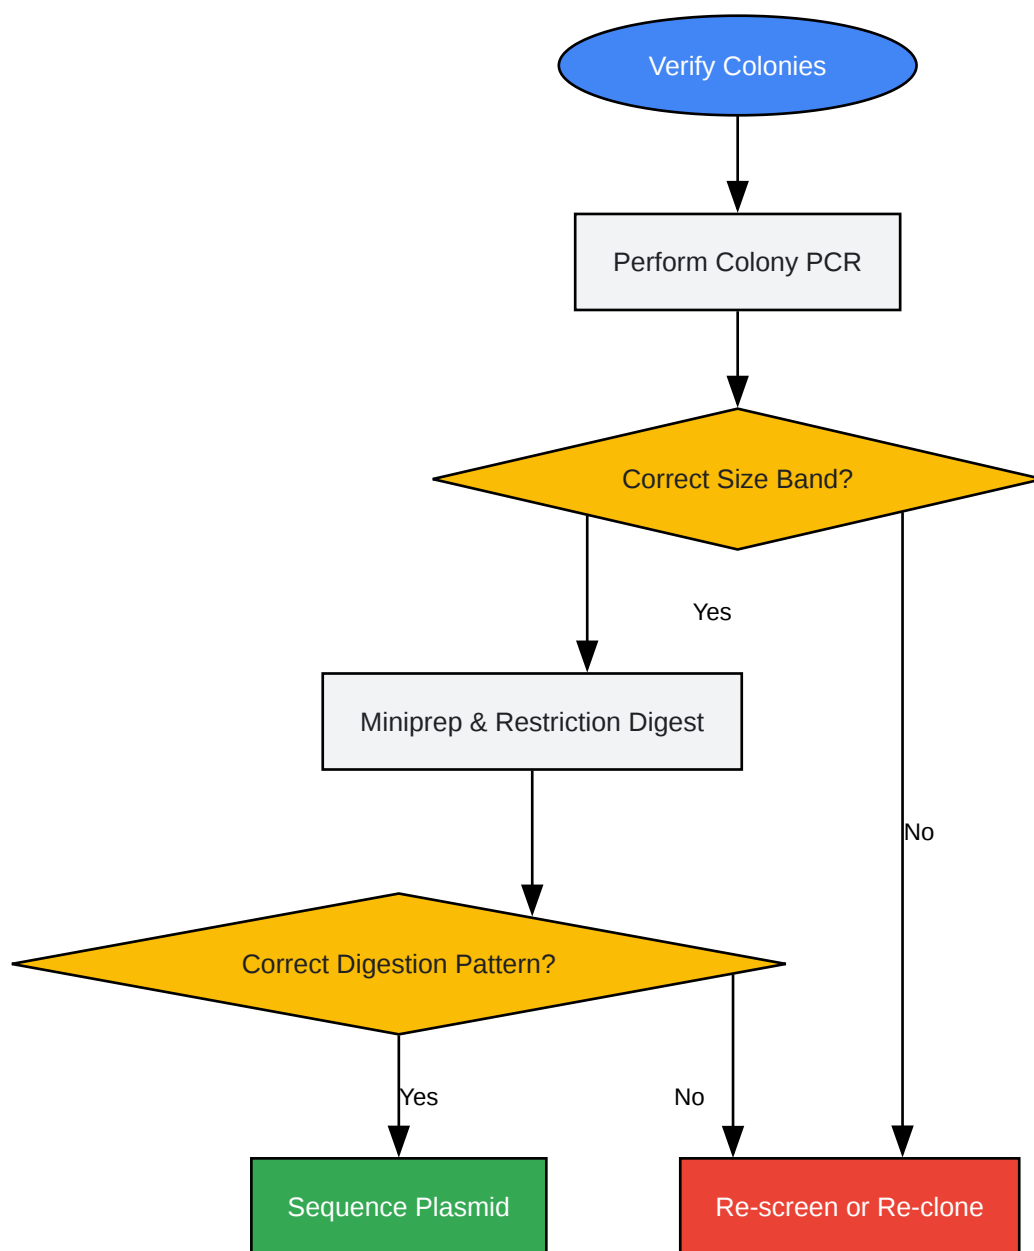 Verify Colonies
Perform Colony PCR
Correct Size Band?
Yes
Miniprep & Restriction Digest
No
Correct Digestion Pattern?
Yes
No
Sequence Plasmid
Re-screen or Re-clone